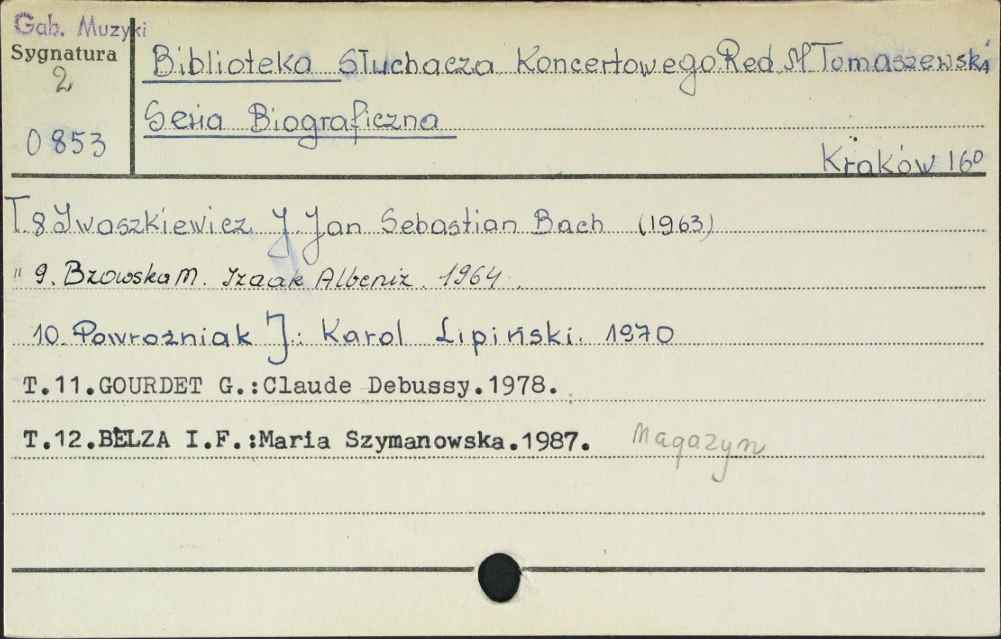 Gab. Muzyki
Sygnatura
2
0853
Biblioteka Słuchacza Koncertowego Red M Tomaszewski
Seria Biograficzna
Kraków 16º
T. 8 Iwaszkiewicz J. Jan Sebastian Bach (1963)
" 9. Bzowska M. Izaak Albeniz. 1964.
10. Powroźniak J.: Karol Lipiński. 1970
T.11.GOURDET G.:Claude Debussy.1978.
T.12.BEŁZA I.F.:Maria Szymanowska.1987. Magazyn